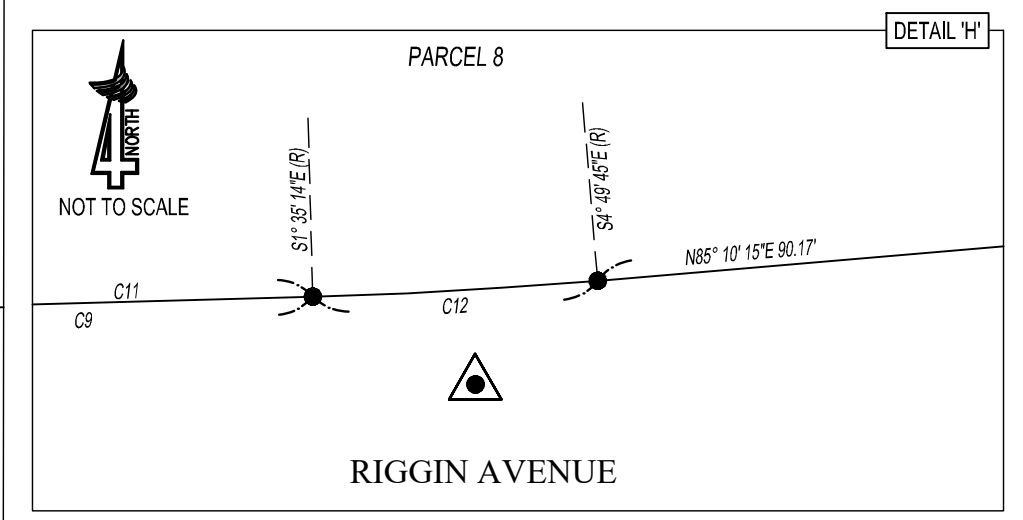 DETAIL 'H'
PARCEL 8
4
NORTH
NOT TO SCALE
S1° 35' 14"E (R)
S4° 49' 45"E (R)
N85° 10' 15"E 90.17'
C11
C9
C12
RIGGIN AVENUE